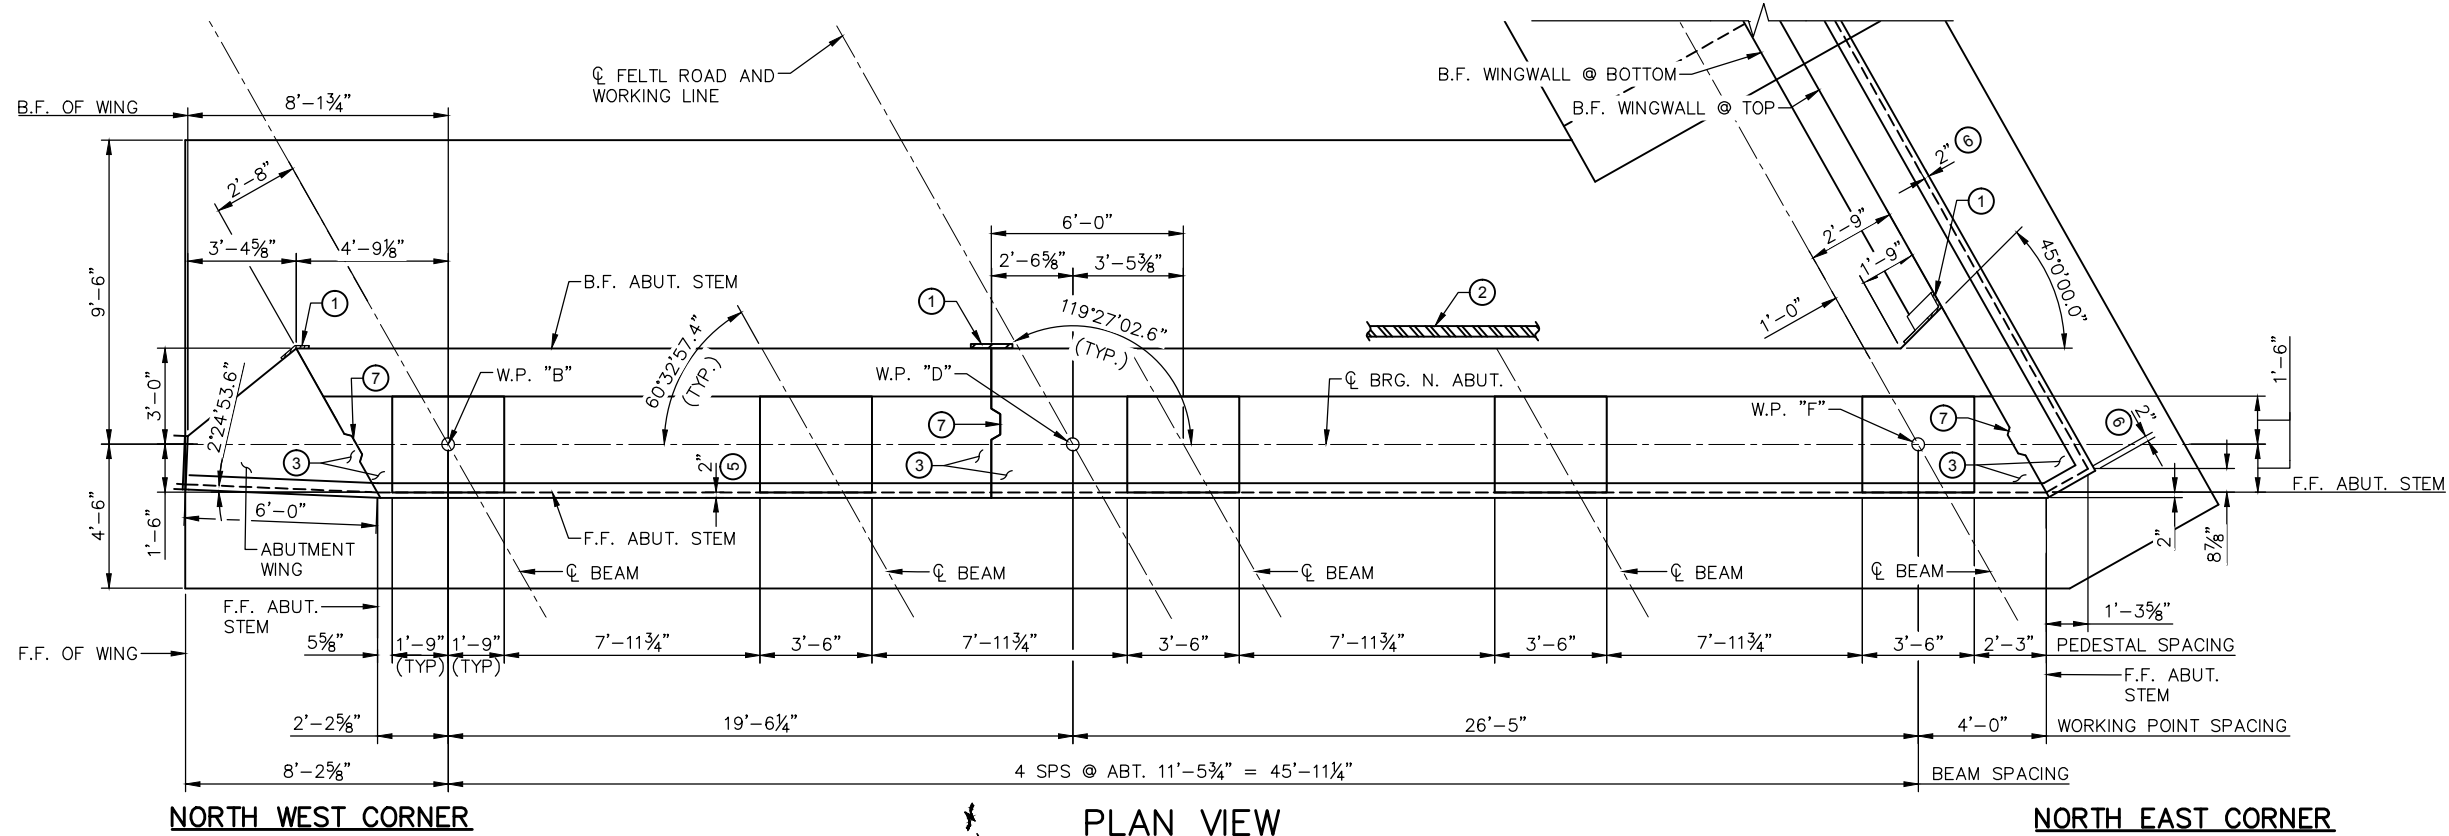 B.F. OF WING
8'-1¾"
℄ FELTL ROAD AND
WORKING LINE
B.F. WINGWALL @ BOTTOM
B.F. WINGWALL @ TOP
2'-8"
2" 6
1
3'-4⅝"
4'-9⅛"
6'-0"
2'-6⅝"
3'-5⅜"
2'-9"
1'-9"
45°0'00.0"
9'-6"
B.F. ABUT. STEM
1
1
2
119°27'02.6"
(TYP.)
1'-0"
60°32'57.4"
(TYP.)
3'-0"
2°24'53.6"
7
W.P. "B"
W.P. "D"
℄ BRG. N. ABUT.
W.P. "F"
7
7
1'-6"
6 2"
3
2" 5
3
3
F.F. ABUT. STEM
4'-6"
1'-6"
6'-0"
ABUTMENT
WING
F.F. ABUT. STEM
2"
8⅞"
℄ BEAM
℄ BEAM
℄ BEAM
℄ BEAM
℄ BEAM
F.F. ABUT.
STEM
1'-3⅝"
F.F. OF WING
5⅝"
1'-9"
(TYP)
1'-9"
(TYP)
7'-11¾"
3'-6"
7'-11¾"
3'-6"
7'-11¾"
3'-6"
7'-11¾"
3'-6"
2'-3"
PEDESTAL SPACING
F.F. ABUT.
STEM
2'-2⅝"
19'-6¼"
26'-5"
4'-0"
WORKING POINT SPACING
8'-2⅝"
4 SPS @ ABT. 11'-5¾" = 45'-11¼"
BEAM SPACING
NORTH WEST CORNER
PLAN VIEW
NORTH EAST CORNER